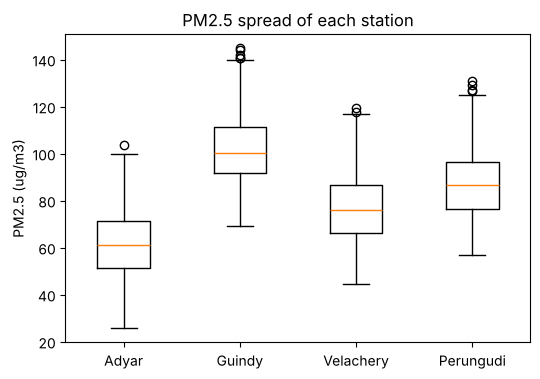 PM2.5 spread of each station
PM2.5 (ug/m3)
140
120
100
80
60
40
20
Adyar Guindy Velachery Perungudi